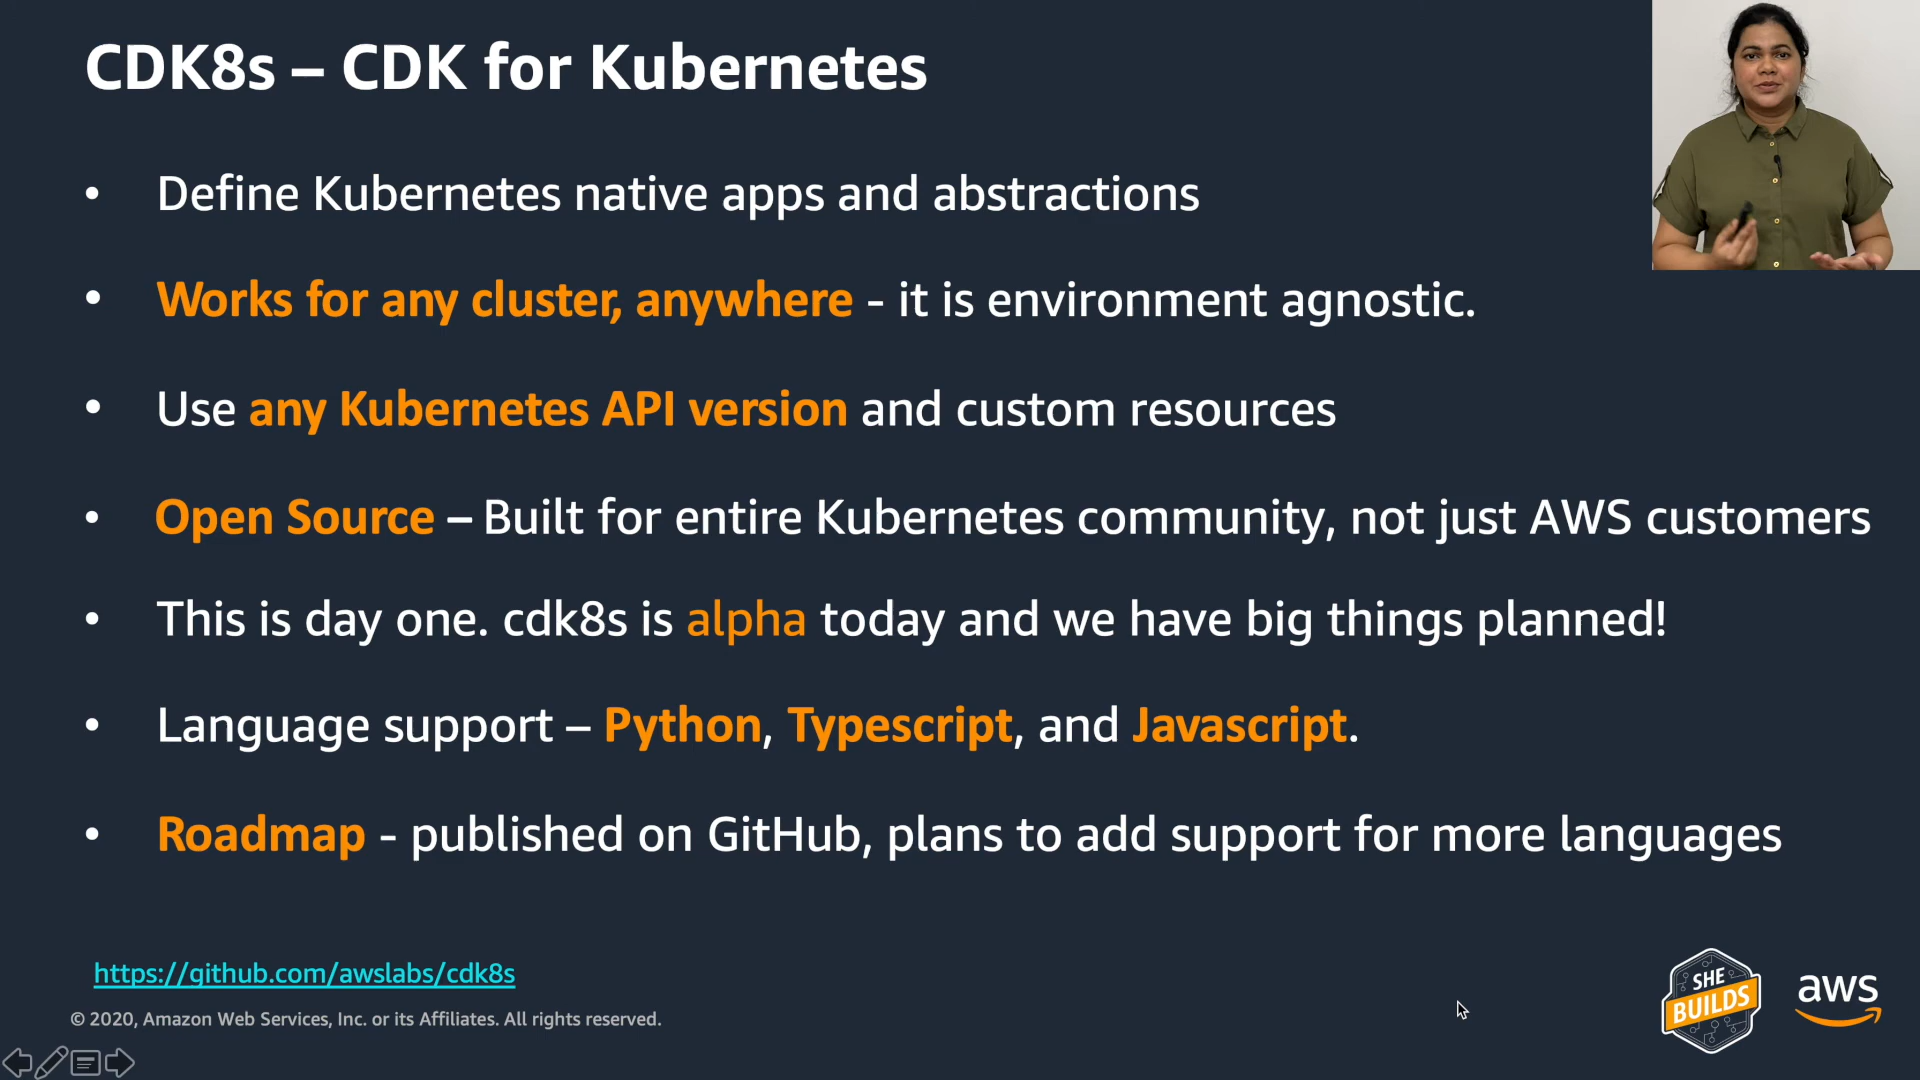 CDK8s – CDK for Kubernetes
• Define Kubernetes native apps and abstractions
• Works for any cluster, anywhere - it is environment agnostic.
• Use any Kubernetes API version and custom resources
• Open Source – Built for entire Kubernetes community, not just AWS customers
• This is day one. cdk8s is alpha today and we have big things planned!
• Language support – Python, Typescript, and Javascript.
• Roadmap - published on GitHub, plans to add support for more languages
https://github.com/awslabs/cdk8s
© 2020, Amazon Web Services, Inc. or its Affiliates. All rights reserved.
SHE
BUILDS
aws